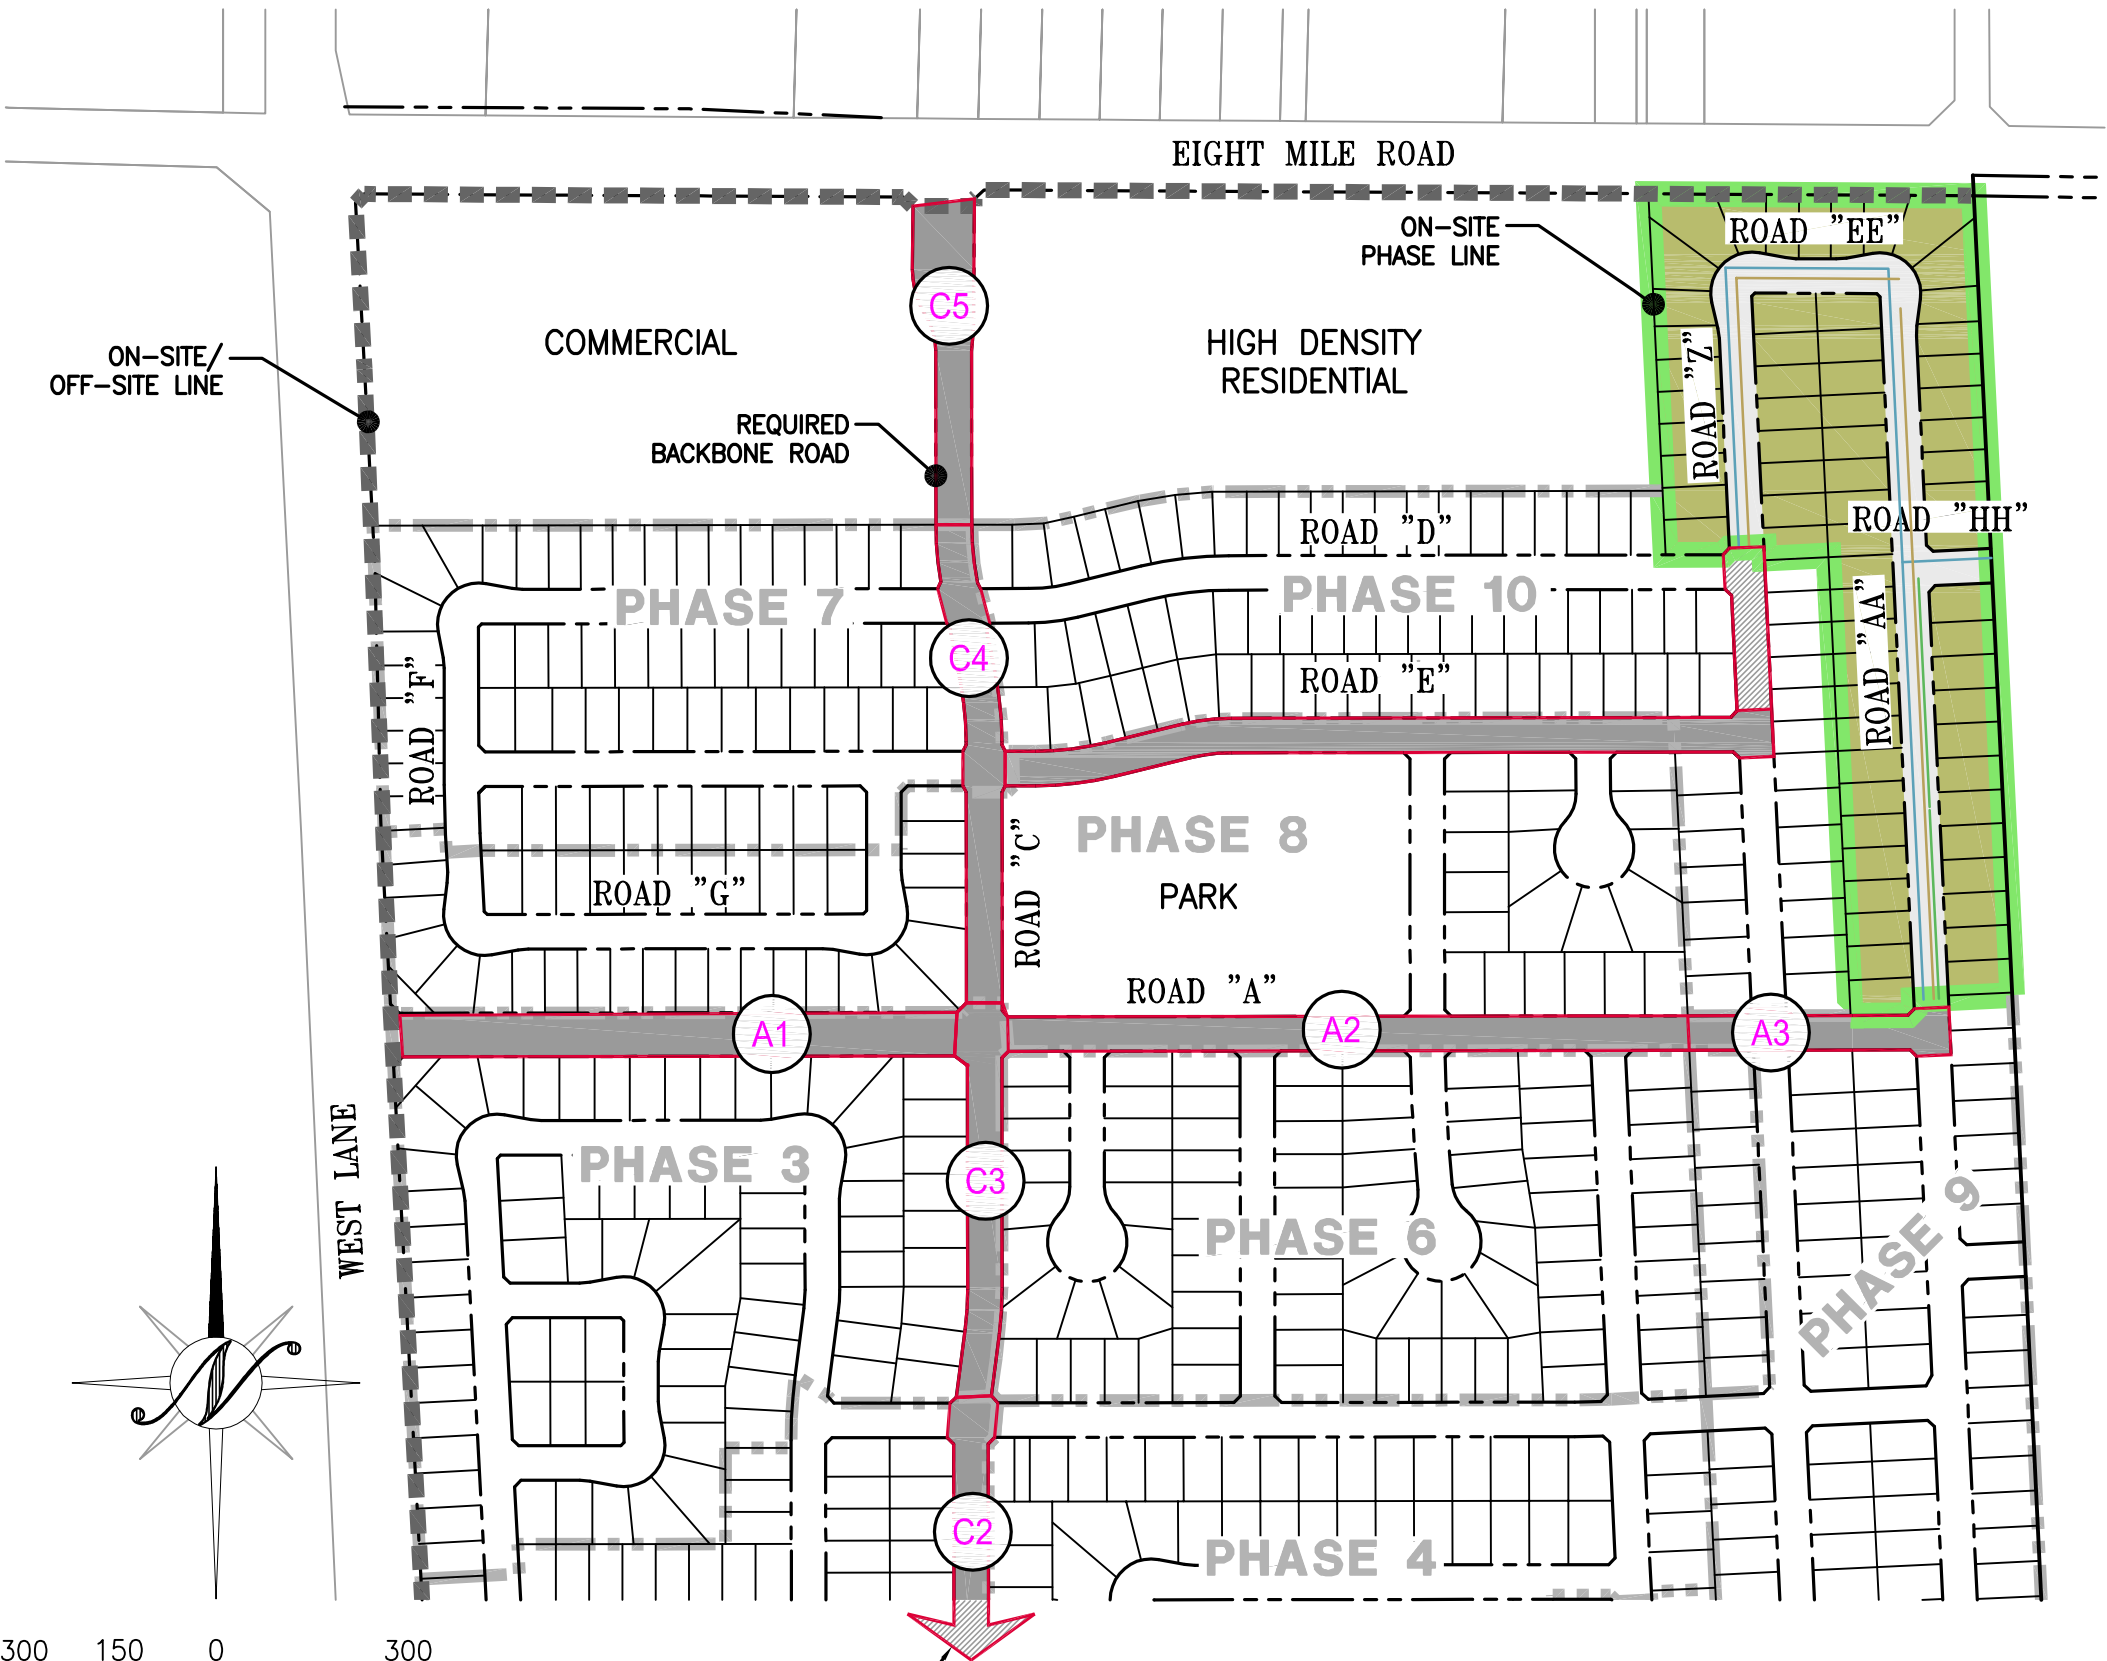 EIGHT MILE ROAD
ON-SITE
PHASE LINE
ROAD "EE"
C5
COMMERCIAL
HIGH DENSITY
RESIDENTIAL
ON-SITE/
OFF-SITE LINE
ROAD "Z"
REQUIRED
BACKBONE ROAD
ROAD "D"
ROAD "HH"
PHASE 7
PHASE 10
C4
ROAD "F"
ROAD "E"
ROAD "AA"
PHASE 8
ROAD "C"
ROAD "G"
PARK
ROAD "A"
A1
A2
A3
WEST LANE
PHASE 3
C3
PHASE 6
PHASE 9
C2
PHASE 4
300 150 0 300